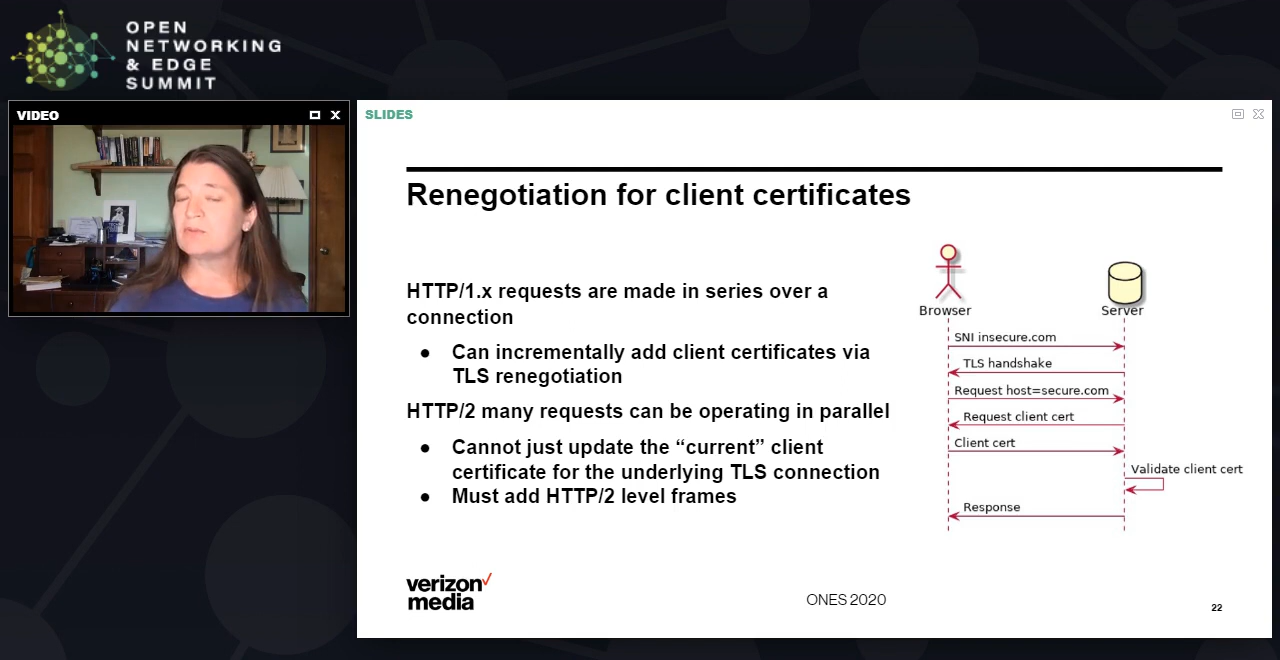 OPEN
NETWORKING
& EDGE
SUMMIT
VIDEO
SLIDES
Renegotiation for client certificates
HTTP/1.x requests are made in series over a
connection
● Can incrementally add client certificates via
TLS renegotiation
HTTP/2 many requests can be operating in parallel
● Cannot just update the “current” client
certificate for the underlying TLS connection
● Must add HTTP/2 level frames
Browser
Server
SNI insecure.com
TLS handshake
Request host=secure.com
Request client cert
Client cert
Validate client cert
Response
verizon✓
media
ONES 2020
22